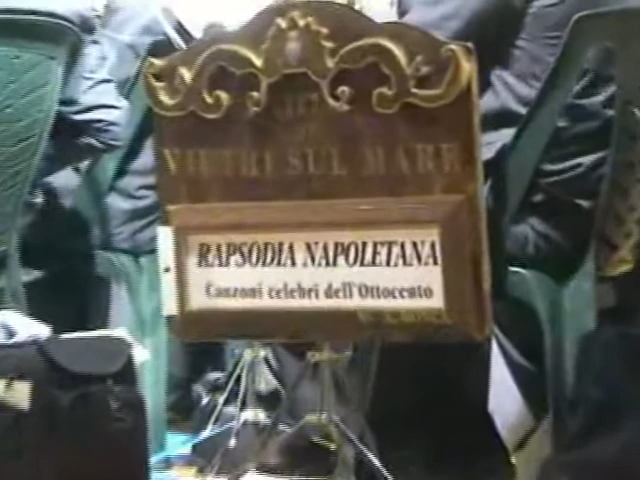 VIETRI SUL MARE
RAPSODIA NAPOLETANA
Canzoni celebri dell'Ottocento